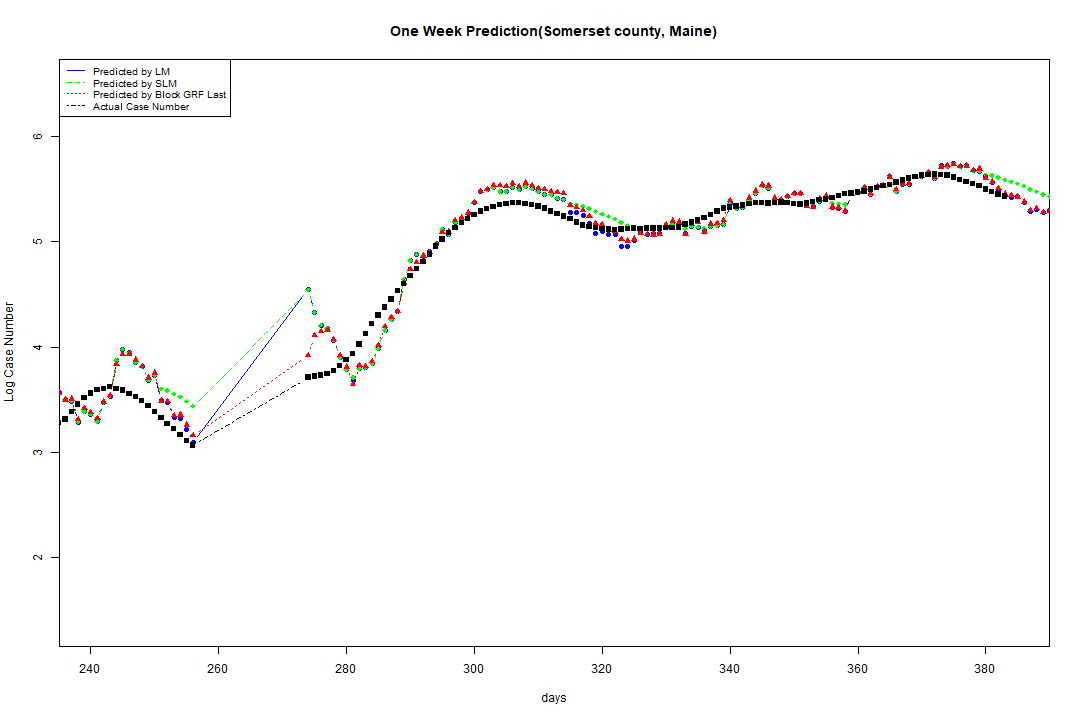 One Week Prediction(Somerset county, Maine)
Predicted by LM
Predicted by SLM
Predicted by Block GRF Last
Actual Case Number
6
5
4
3
2
Log Case Number
240 260 280 300 320 340 360 380
days